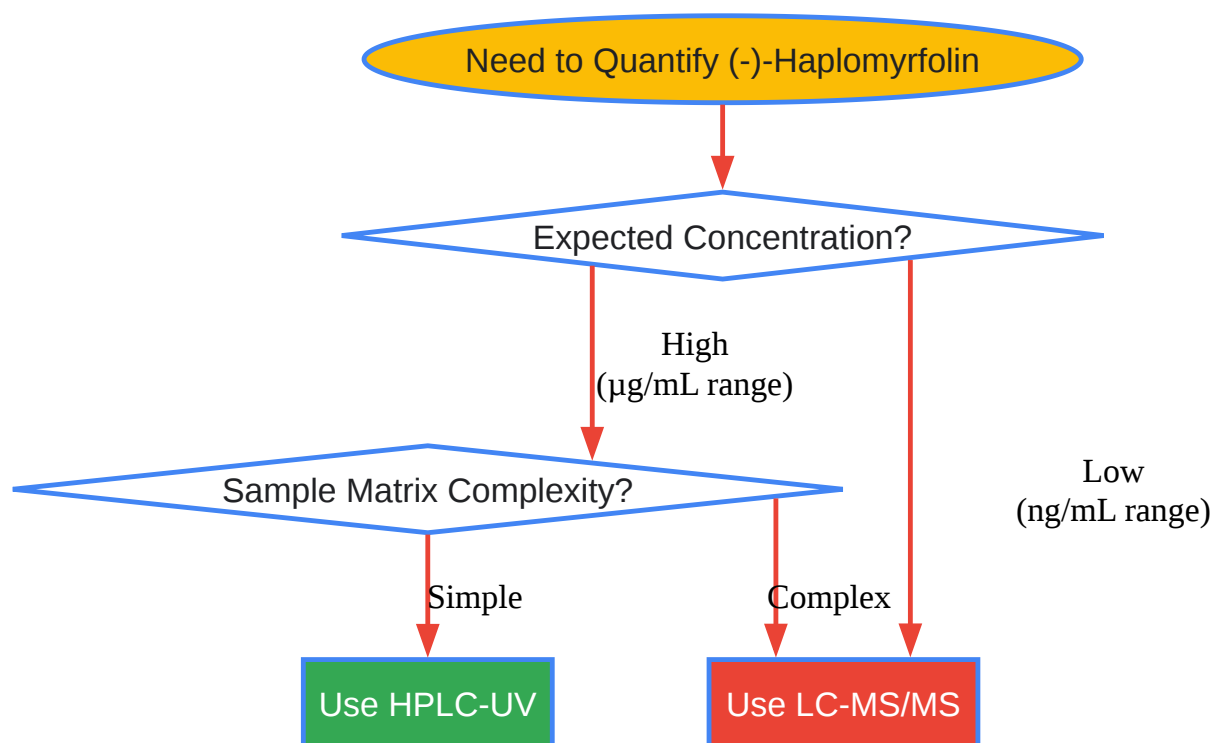 Need to Quantify (-)-Haplomyrfolin
Expected Concentration?
High
(µg/mL range)
Low
(ng/mL range)
Sample Matrix Complexity?
Simple
Complex
Use HPLC-UV
Use LC-MS/MS